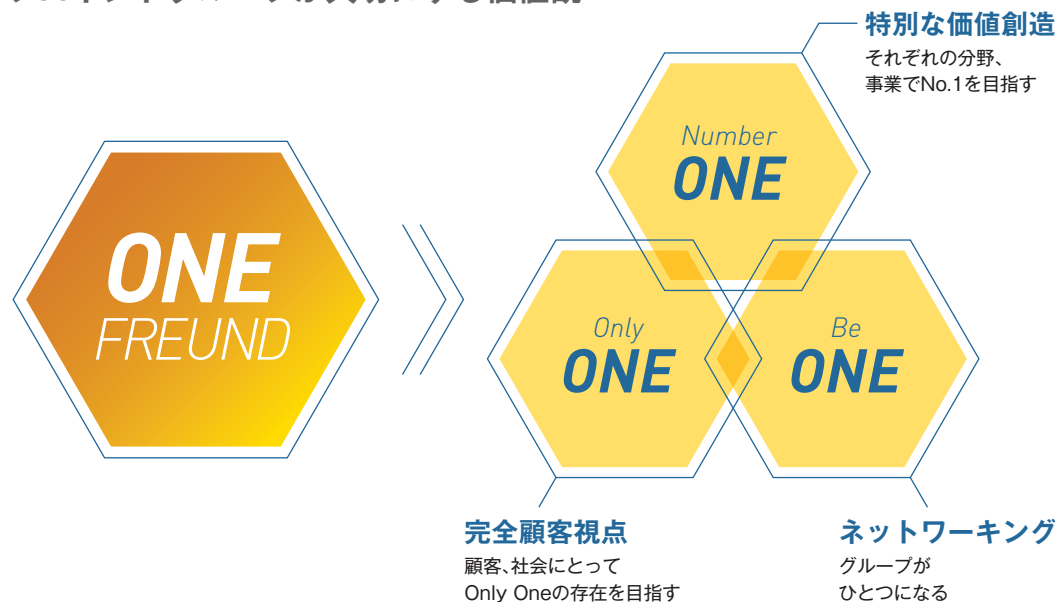 ONE
FREUND
特別な価値創造
それぞれの分野、
事業でNo.1を目指す
Number
ONE
Only
ONE
Be
ONE
完全顧客視点
顧客、社会にとって
Only Oneの存在を目指す
ネットワーキング
グループが
ひとつになる